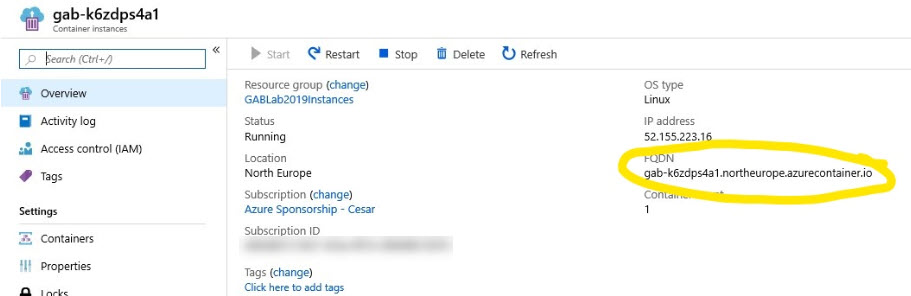 gab-k6zdps4a1
Container instances
Search (Ctrl+/)
Overview
Activity log
Access control (IAM)
Tags
Settings
Containers
Properties
Locks
Start Restart Stop Delete Refresh
Resource group (change)
GABLab2019Instances
Status
Running
Location
North Europe
Subscription (change)
Azure Sponsorship - Cesar
Subscription ID
Tags (change)
Click here to add tags
OS type
Linux
IP address
52.155.223.16
FQDN
gab-k6zdps4a1.northeurope.azurecontainer.io
Container
1